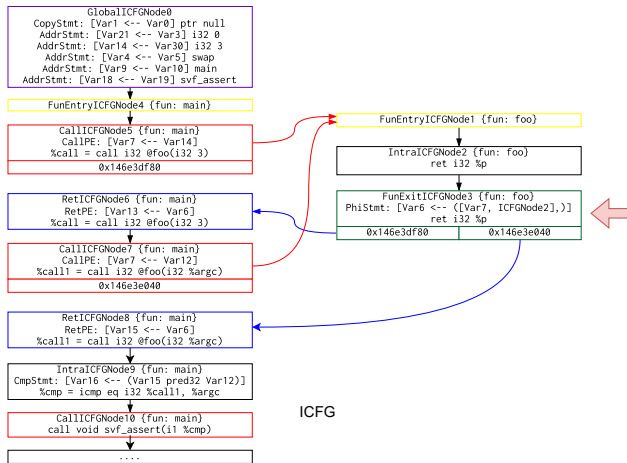 GlobalICFGNode0
CopyStmt: [Var1 <-- Var0] ptr null
AddrStmt: [Var21 <-- Var3] i32 0
AddrStmt: [Var14 <-- Var30] i32 3
AddrStmt: [Var4 <-- Var5] swap
AddrStmt: [Var9 <-- Var10] main
AddrStmt: [Var18 <-- Var19] svf_assert
FunEntryICFGNode4 {fun: main}
CallICFGNode5 {fun: main}
CallPE: [Var7 <-- Var14]
%call = call i32 @foo(i32 3)
0x146e3df80
RetICFGNode6 {fun: main}
RetPE: [Var13 <-- Var6]
%call = call i32 @foo(i32 3)
CallICFGNode7 {fun: main}
CallPE: [Var7 <-- Var12]
%call1 = call i32 @foo(i32 %argc)
0x146e3e040
RetICFGNode8 {fun: main}
RetPE: [Var15 <-- Var6]
%call1 = call i32 @foo(i32 %argc)
IntraICFGNode9 {fun: main}
CmpStmt: [Var16 <-- (Var15 pred32 Var12)]
%cmp = icmp eq i32 %call1, %argc
CallICFGNode10 {fun: main}
call void svf_assert(i1 %cmp)
....
FunEntryICFGNode1 {fun: foo}
IntraICFGNode2 {fun: foo}
ret i32 %p
FunExitICFGNode3 {fun: foo}
PhiStmt: [Var6 <-- ([Var7, ICFGNode2],)]
ret i32 %p
0x146e3df80
0x146e3e040
ICFG